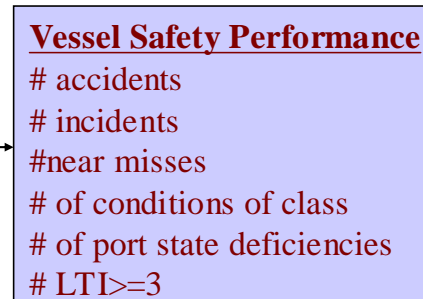 Vessel Safety Performance
# accidents
# incidents
#near misses
# of conditions of class
# of port state deficiencies
# LTI>=3